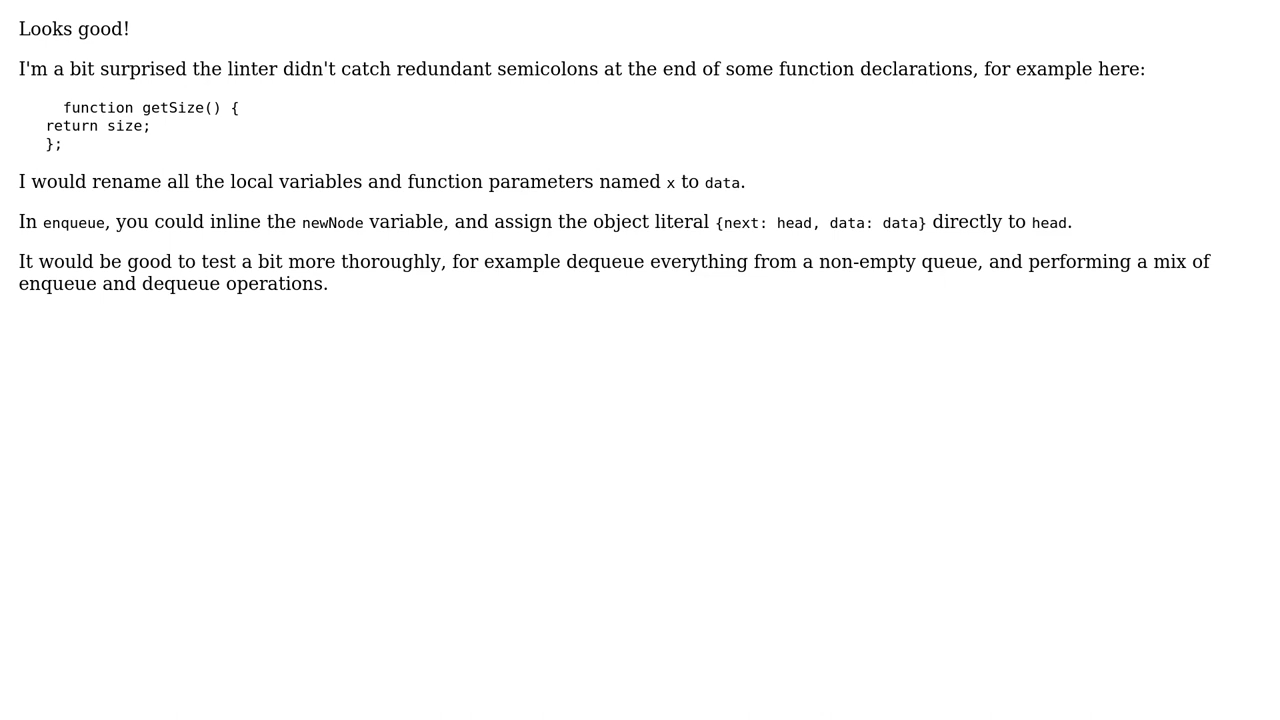 Looks good!
I'm a bit surprised the linter didn't catch redundant semicolons at the end of some function declarations, for example here:
function getSize() {
return size;
};
I would rename all the local variables and function parameters named x to data.
In enqueue, you could inline the newNode variable, and assign the object literal {next: head, data: data} directly to head.
It would be good to test a bit more thoroughly, for example dequeue everything from a non-empty queue, and performing a mix of
enqueue and dequeue operations.